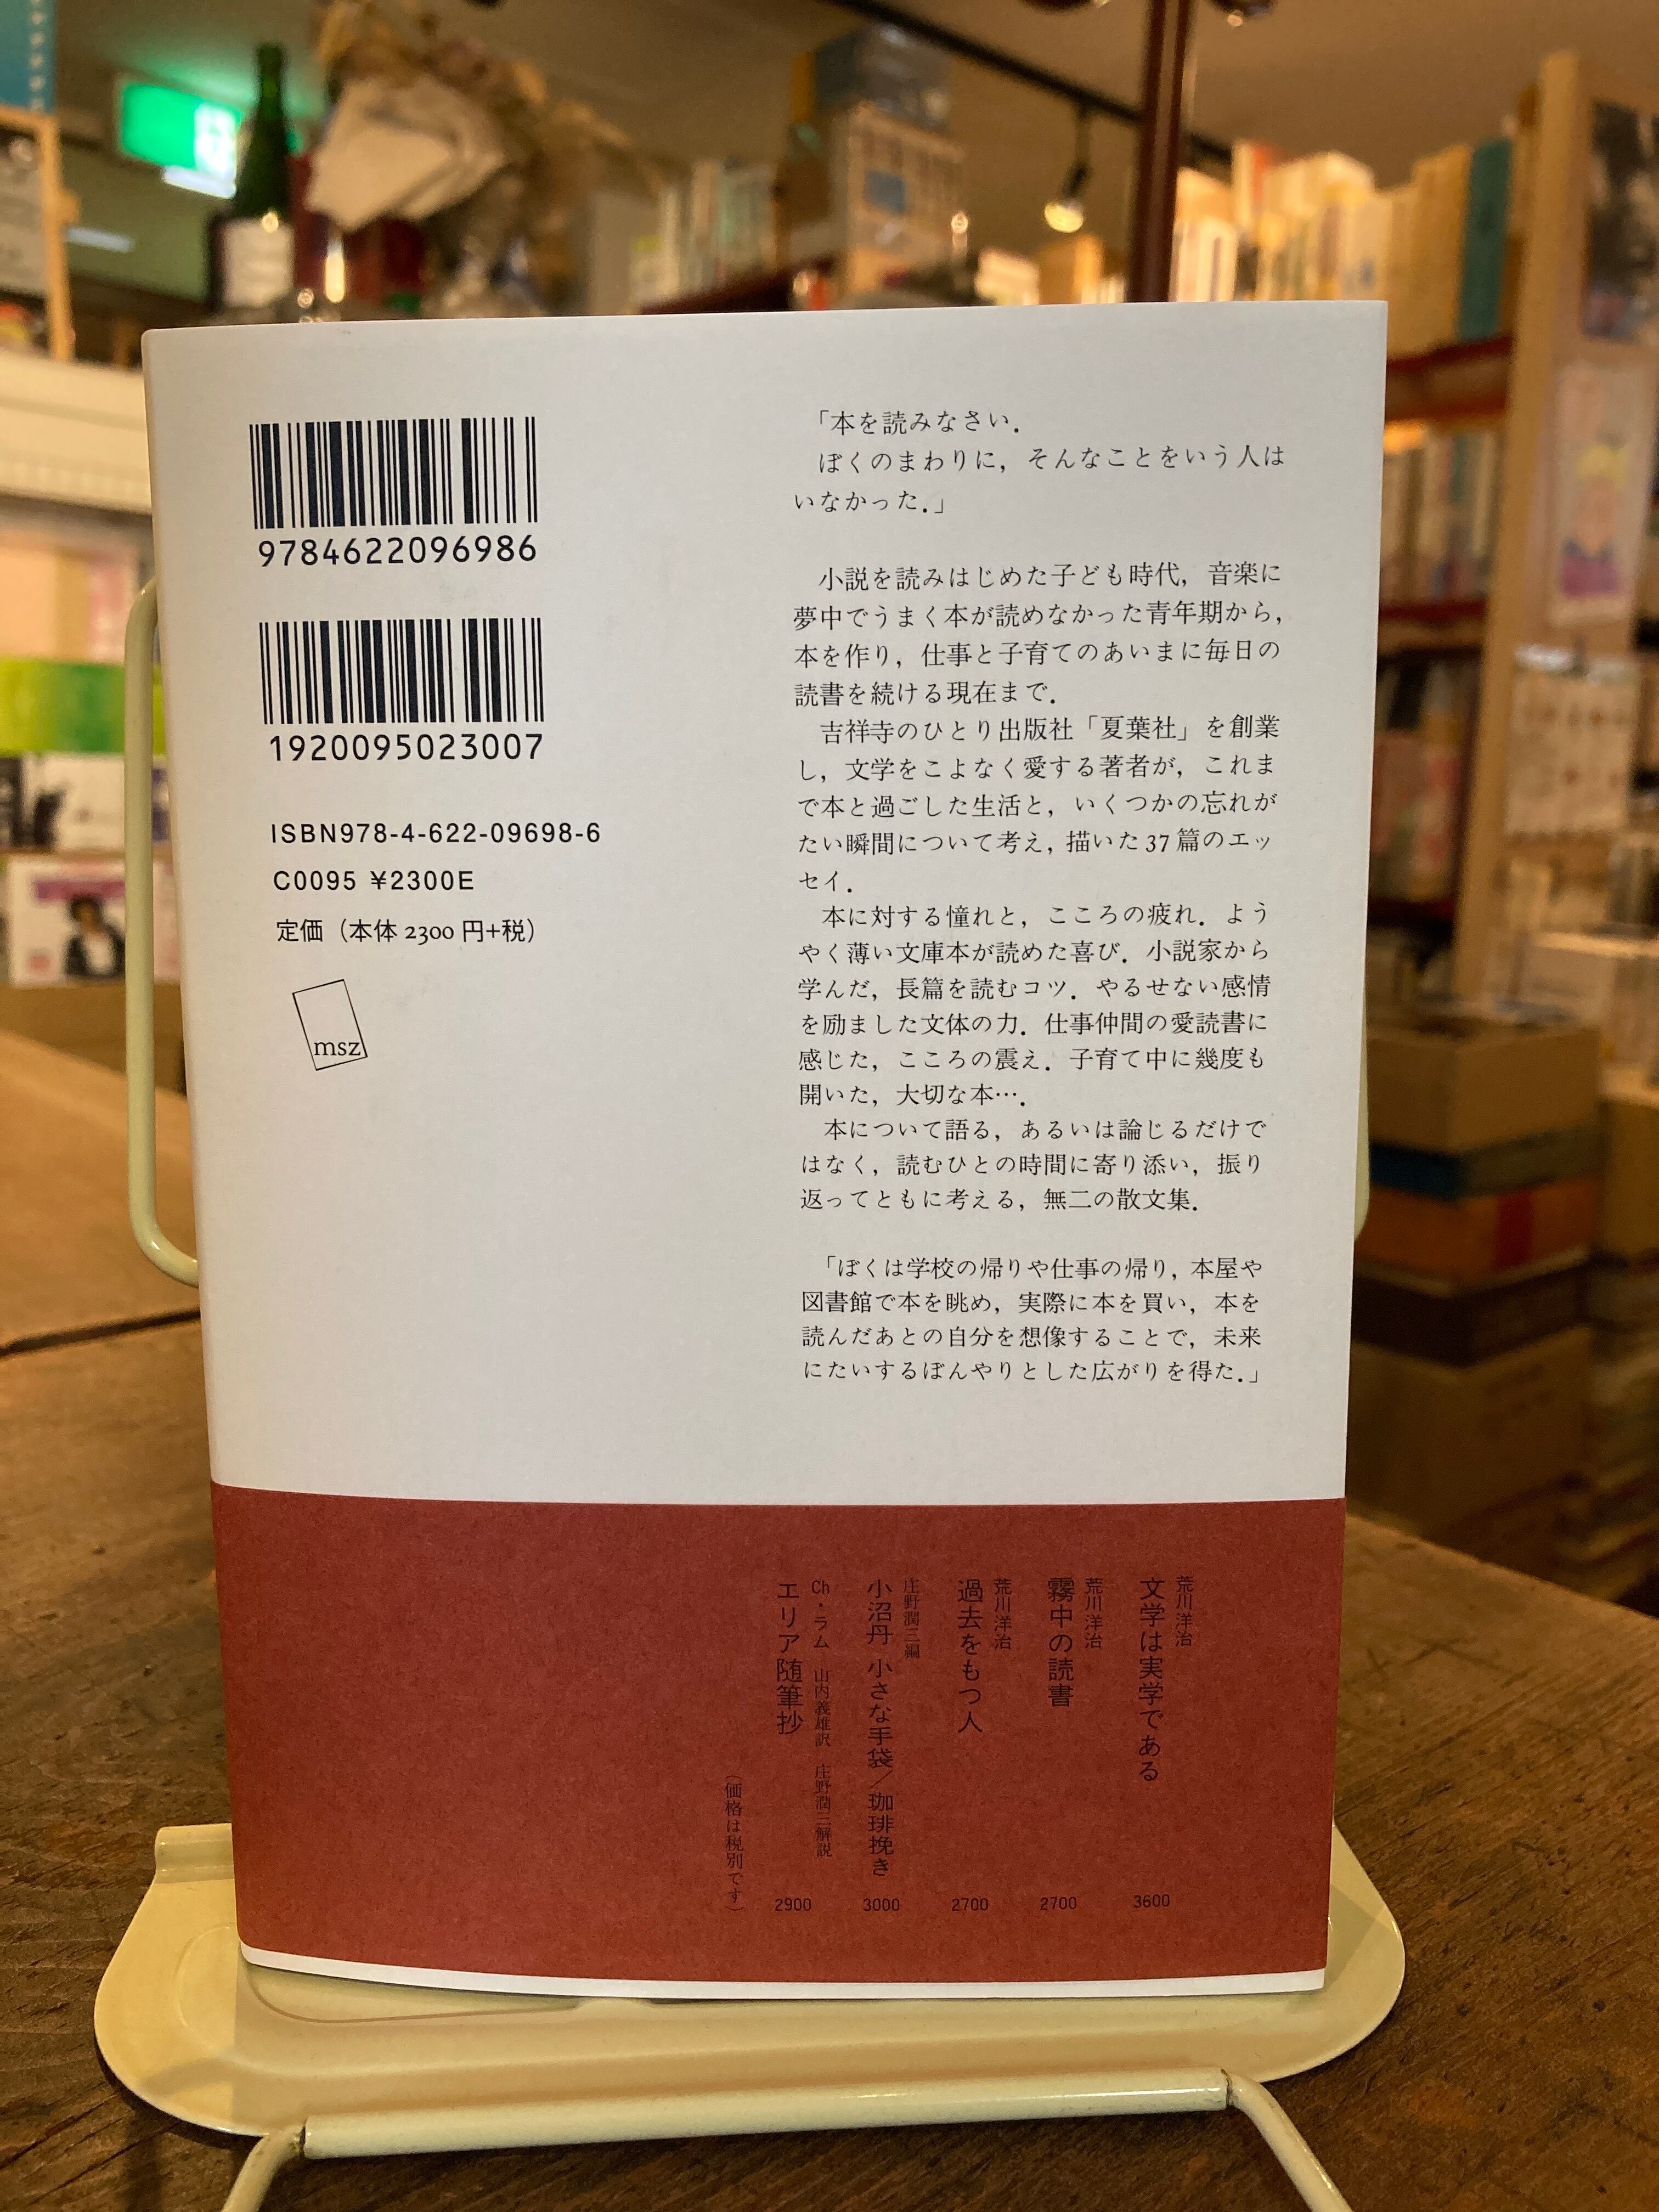 9784622096986
1920095023007
ISBN978-4-622-09698-6
C0095 ¥2300E
定価（本体 2300 円+税）
msz
「本を読みなさい．
ぼくのまわりに，そんなことをいう人は
いなかった．」
小説を読みはじめた子ども時代，音楽に
夢中でうまく本が読めなかった青年期から，
本を作り，仕事と子育てのあいまに毎日の
読書を続ける現在まで．
吉祥寺のひとり出版社「夏葉社」を創業
し，文学をこよなく愛する著者が，これま
で本と過ごした生活と，いくつかの忘れが
たい瞬間について考え，描いた 37 篇のエッ
セイ．
本に対する憧れと，こころの疲れ．よう
やく薄い文庫本が読めた喜び．小説家から
学んだ，長篇を読むコツ．やるせない感情
を励ました文体の力．仕事仲間の愛読書に
感じた，こころの震え．子育て中に幾度も
開いた，大切な本…．
本について語る，あるいは論じるだけで
はなく，読むひとの時間に寄り添い，振り
返ってともに考える，無二の散文集．
「ぼくは学校の帰りや仕事の帰り，本屋や
図書館で本を眺め，実際に本を買い，本を
読んだあとの自分を想像することで，未来
にたいするぼんやりとした広がりを得た．」
荒川洋治
文学は実学である 3600
荒川洋治
霧中の読書 2700
荒川洋治
過去をもつ人 2700
庄野潤三編
小沼丹 小さな手袋／珈琲挽き 3000
Ch・ラム 山内義雄訳 庄野潤三解説
エリア随筆抄 2900
（価格は税別です）